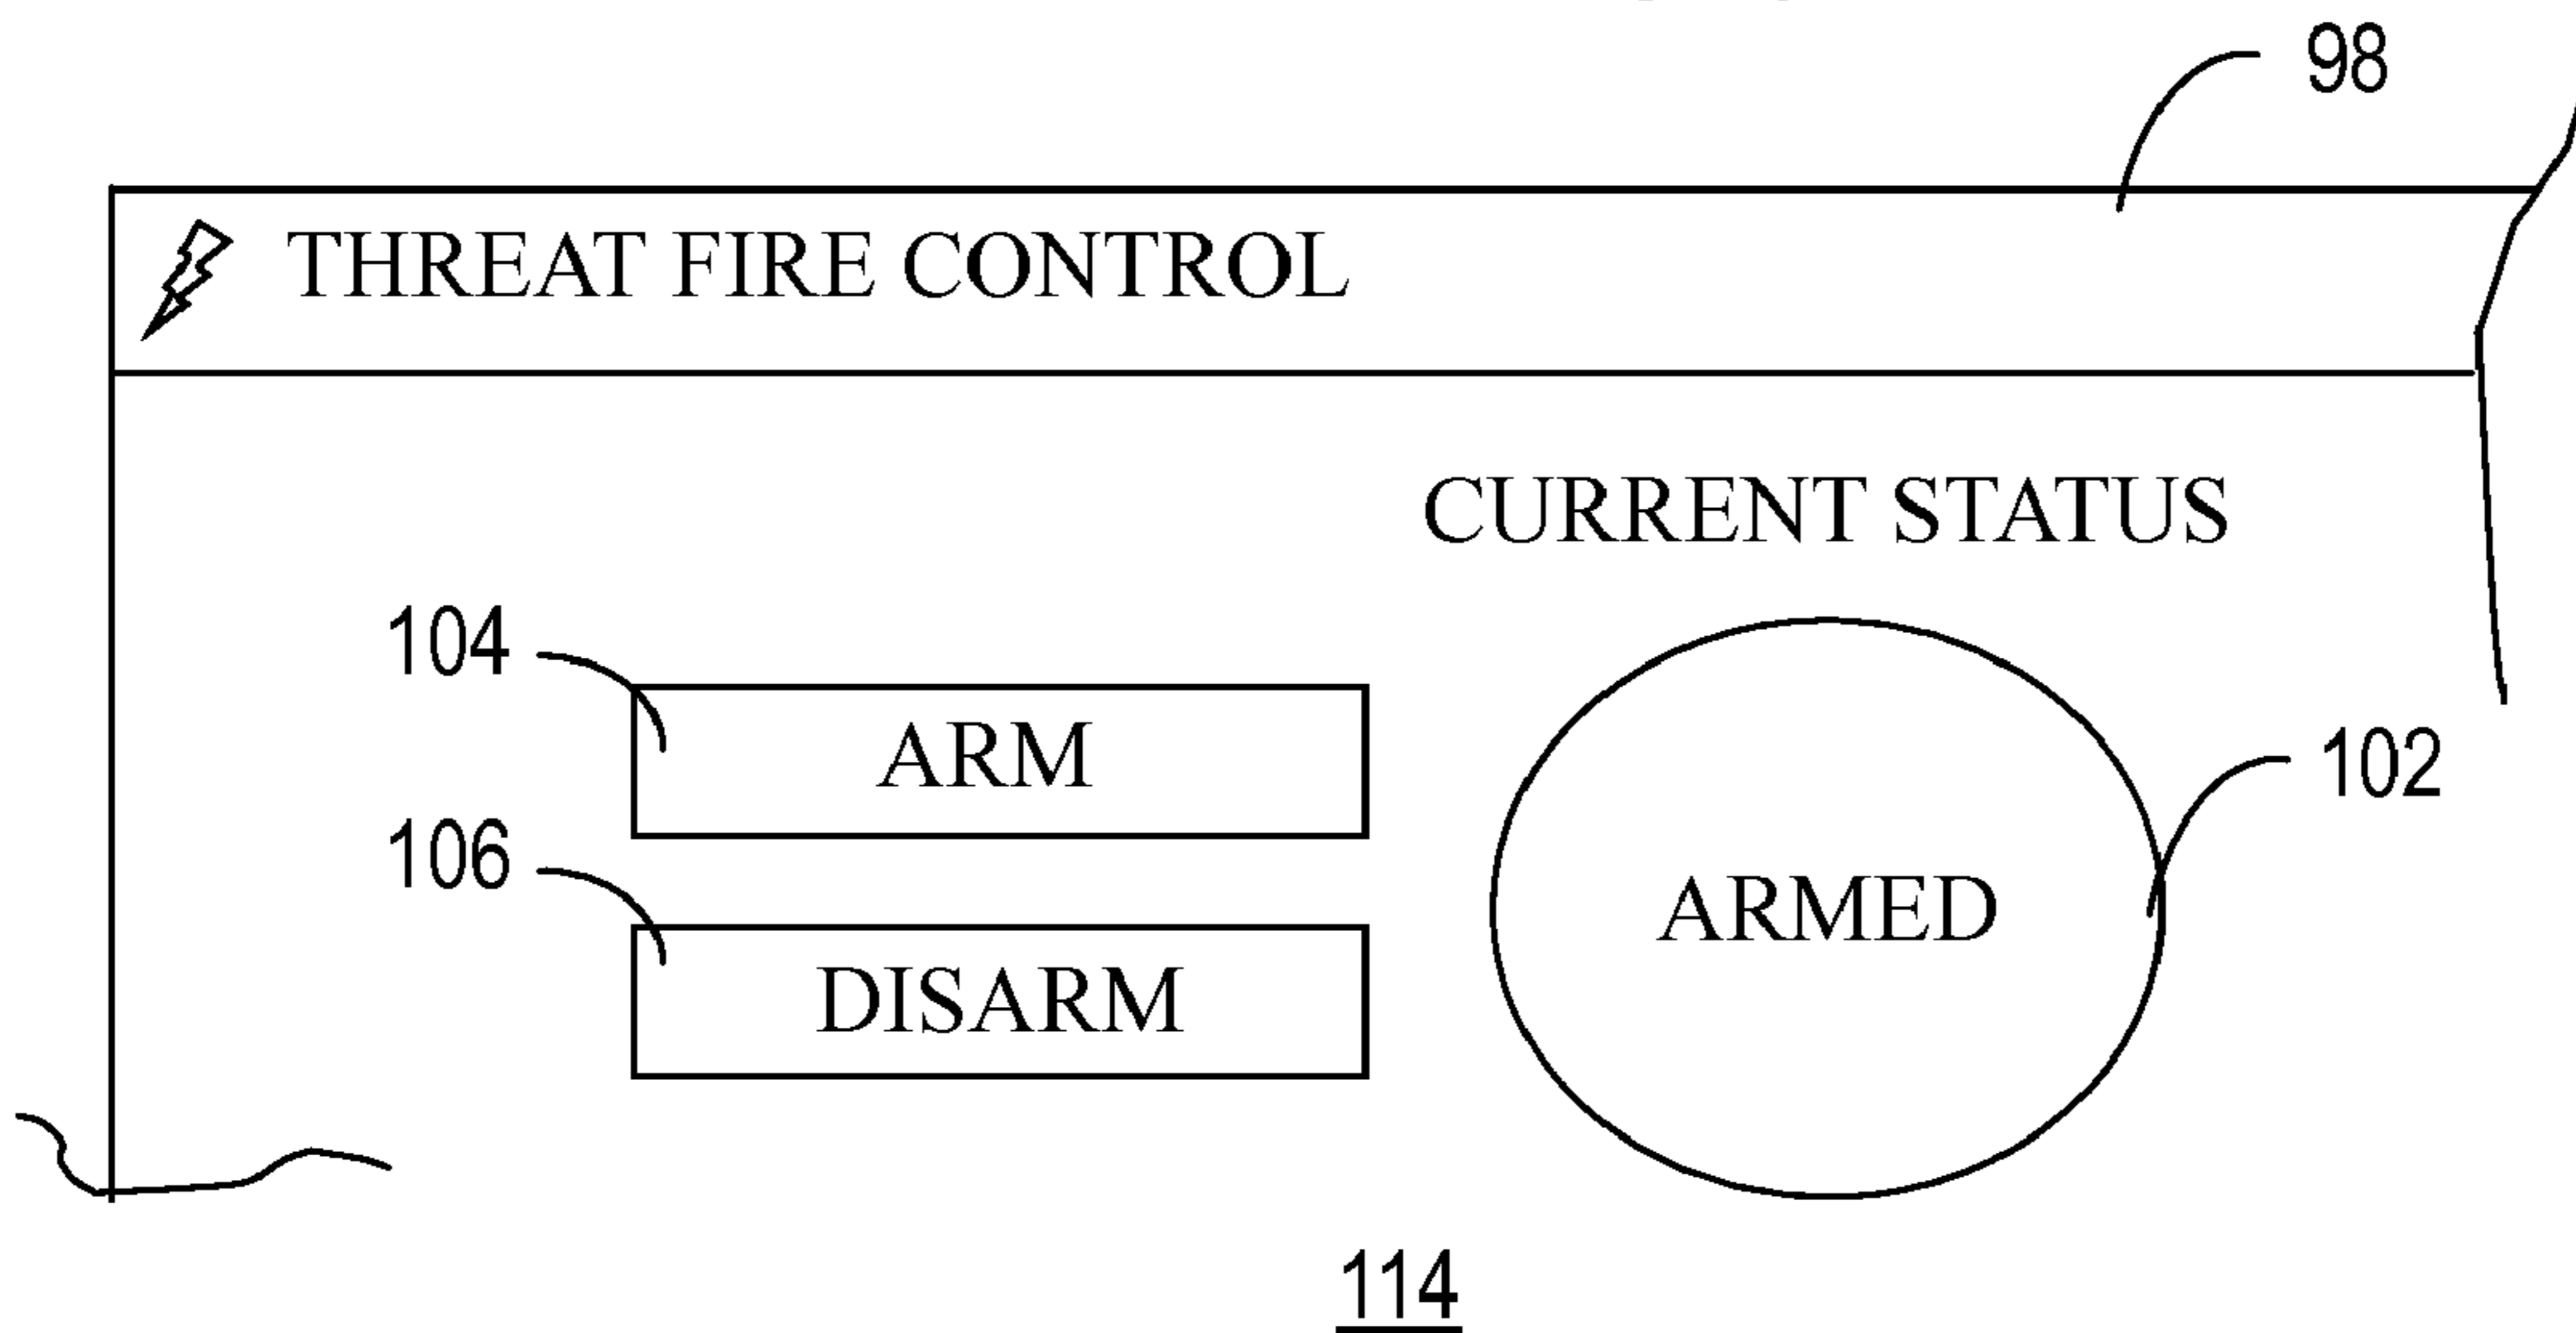 98
THREAT FIRE CONTROL
CURRENT STATUS
104
ARM
102
106
ARMED
DISARM
114